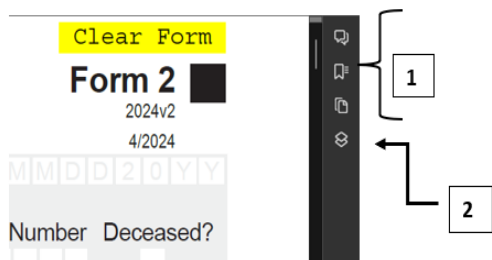 Clear Form
Form 2
2024v2
4/2024
MMDD20YY
Number Deceased?
1
2